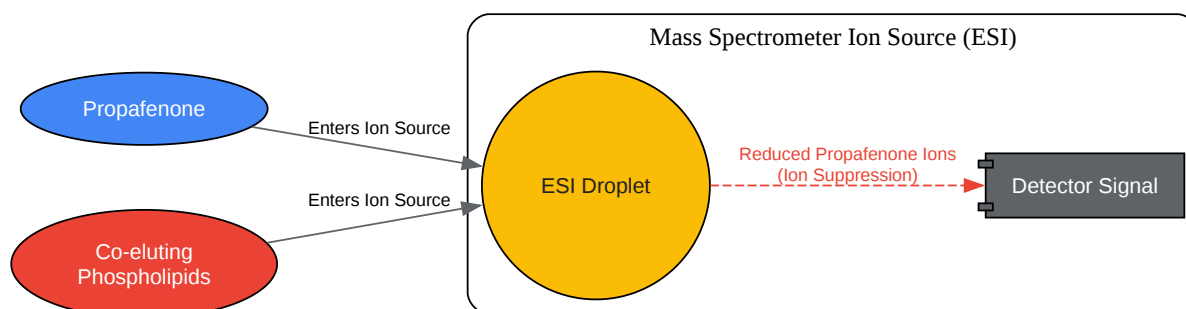 Mass Spectrometer Ion Source (ESI)
Propafenone
Enters Ion Source
Reduced Propafenone Ions
(Ion Suppression)
ESI Droplet
Detector Signal
Enters Ion Source
Co-eluting
Phospholipids